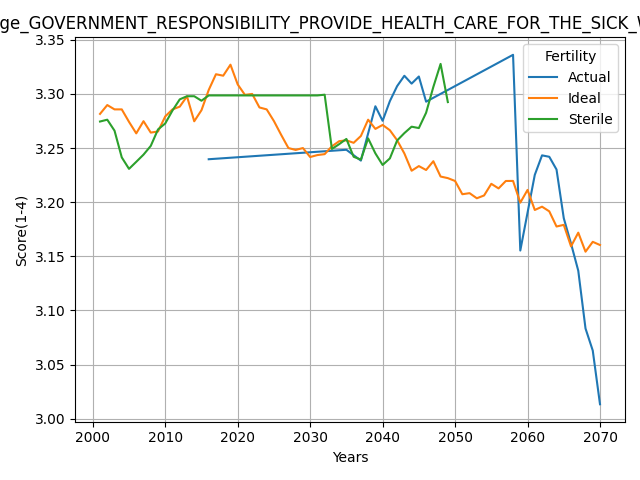 ge_GOVERNMENT_RESPONSIBILITY_PROVIDE_HEALTH_CARE_FOR_THE_SICK_W
Fertility
Actual
Ideal
Sterile
Score(1-4)
3.35
3.30
3.25
3.20
3.15
3.10
3.05
3.00
2000 2010 2020 2030 2040 2050 2060 2070
Years